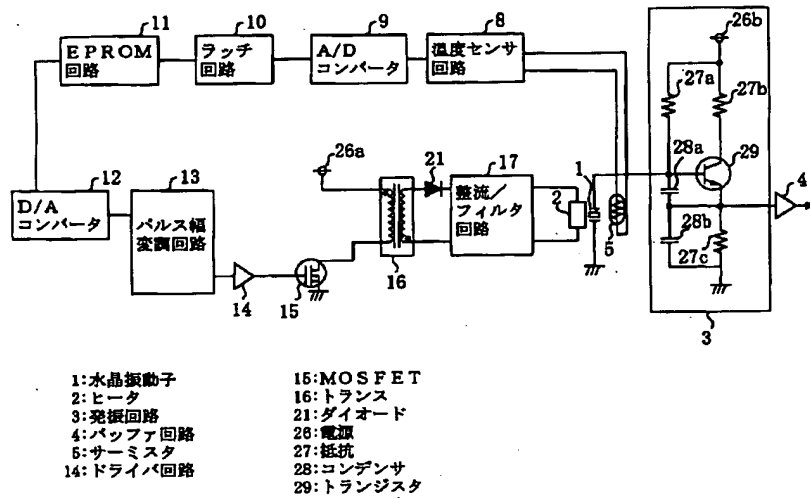 11
10
9
8
26b
EPROM
回路
ラッチ
回路
A/D
コンバータ
温度センサ
回路
27a
27b
1
28a
29
26a
21
17
12
13
4
D/A
コンバータ
パルス幅
変調回路
整流/
フィルタ
回路
2
28b
5
27c
14
15
16
3
1:水晶振動子
2:ヒータ
3:発振回路
4:バッファ回路
5:サーミスタ
14:ドライバ回路
15:MOSFET
16:トランス
21:ダイオード
26:電源
27:抵抗
28:コンデンサ
29:トランジスタ